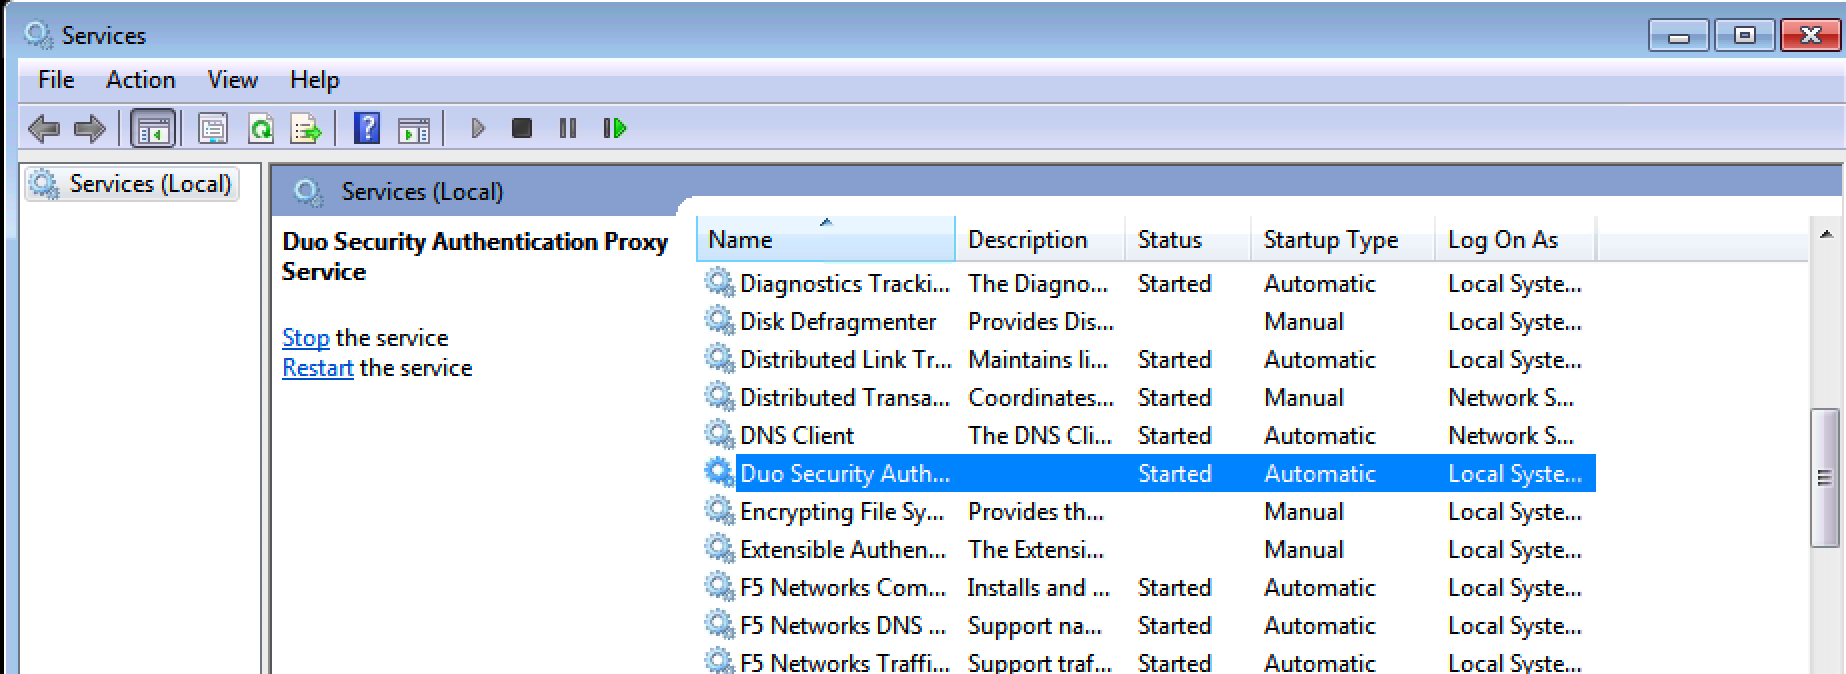 Services
File Action View Help
Services (Local)
Services (Local)
Duo Security Authentication Proxy
Service
Stop the service
Restart the service
Name Description Status Startup Type Log On As
Diagnostics Tracki... The Diagno... Started Automatic Local Syste...
Disk Defragmenter Provides Dis... Manual Local Syste...
Distributed Link Tr... Maintains li... Started Automatic Local Syste...
Distributed Transa... Coordinates... Started Manual Network S...
DNS Client The DNS Cli... Started Automatic Network S...
Duo Security Auth... Started Automatic Local Syste...
Encrypting File Sy... Provides th... Manual Local Syste...
Extensible Authen... The Extensi... Manual Local Syste...
F5 Networks Com... Installs and ... Started Automatic Local Syste...
F5 Networks DNS ... Support na... Started Automatic Local Syste...
F5 Networks Traffi... Support traf... Started Automatic Local Syste...